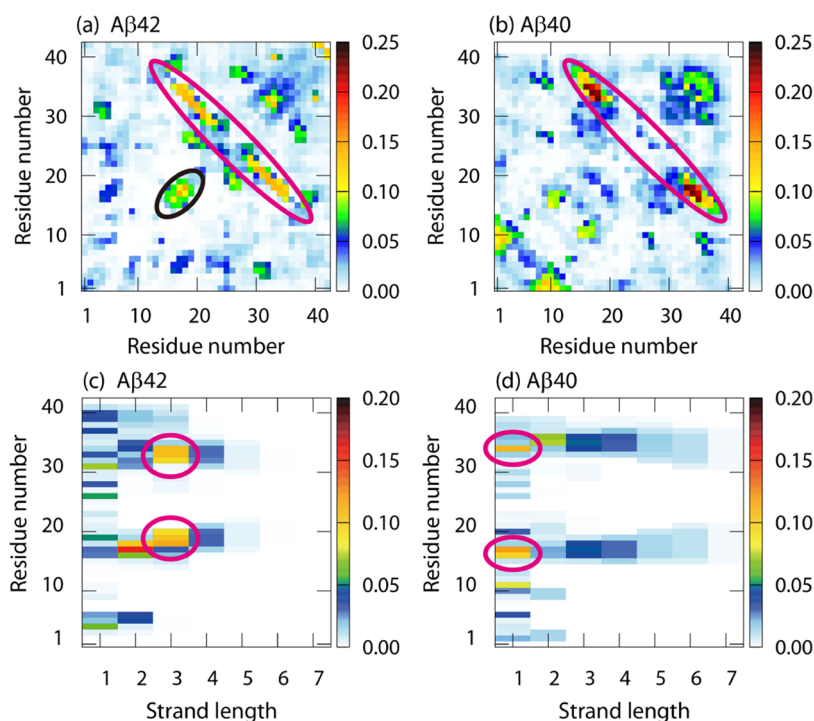 (a) Aβ42
(b) Aβ40
40
30
20
10
1
Residue number
1 10 20 30 40
Residue number
0.25
0.20
0.15
0.10
0.05
0.00
40
30
20
10
1
Residue number
1 10 20 30 40
Residue number
0.25
0.20
0.15
0.10
0.05
0.00
(c) Aβ42
(d) Aβ40
40
30
20
10
1
Residue number
1 2 3 4 5 6 7
Strand length
0.20
0.15
0.10
0.05
0.00
40
30
20
10
1
Residue number
1 2 3 4 5 6 7
Strand length
0.20
0.15
0.10
0.05
0.00